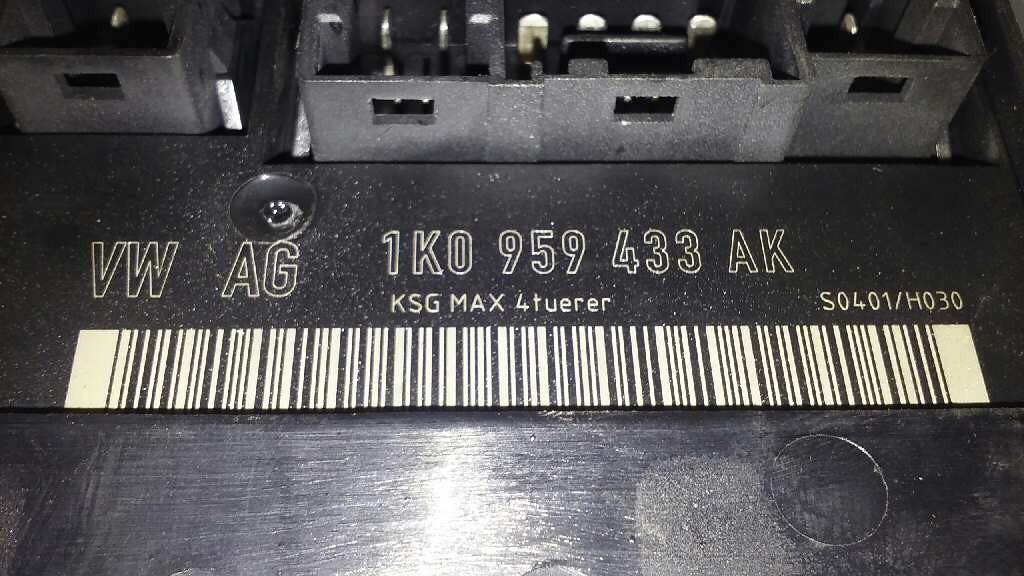 VW AG 1K0 959 433 AK
KSG MAX 4tuerer S0401/H030